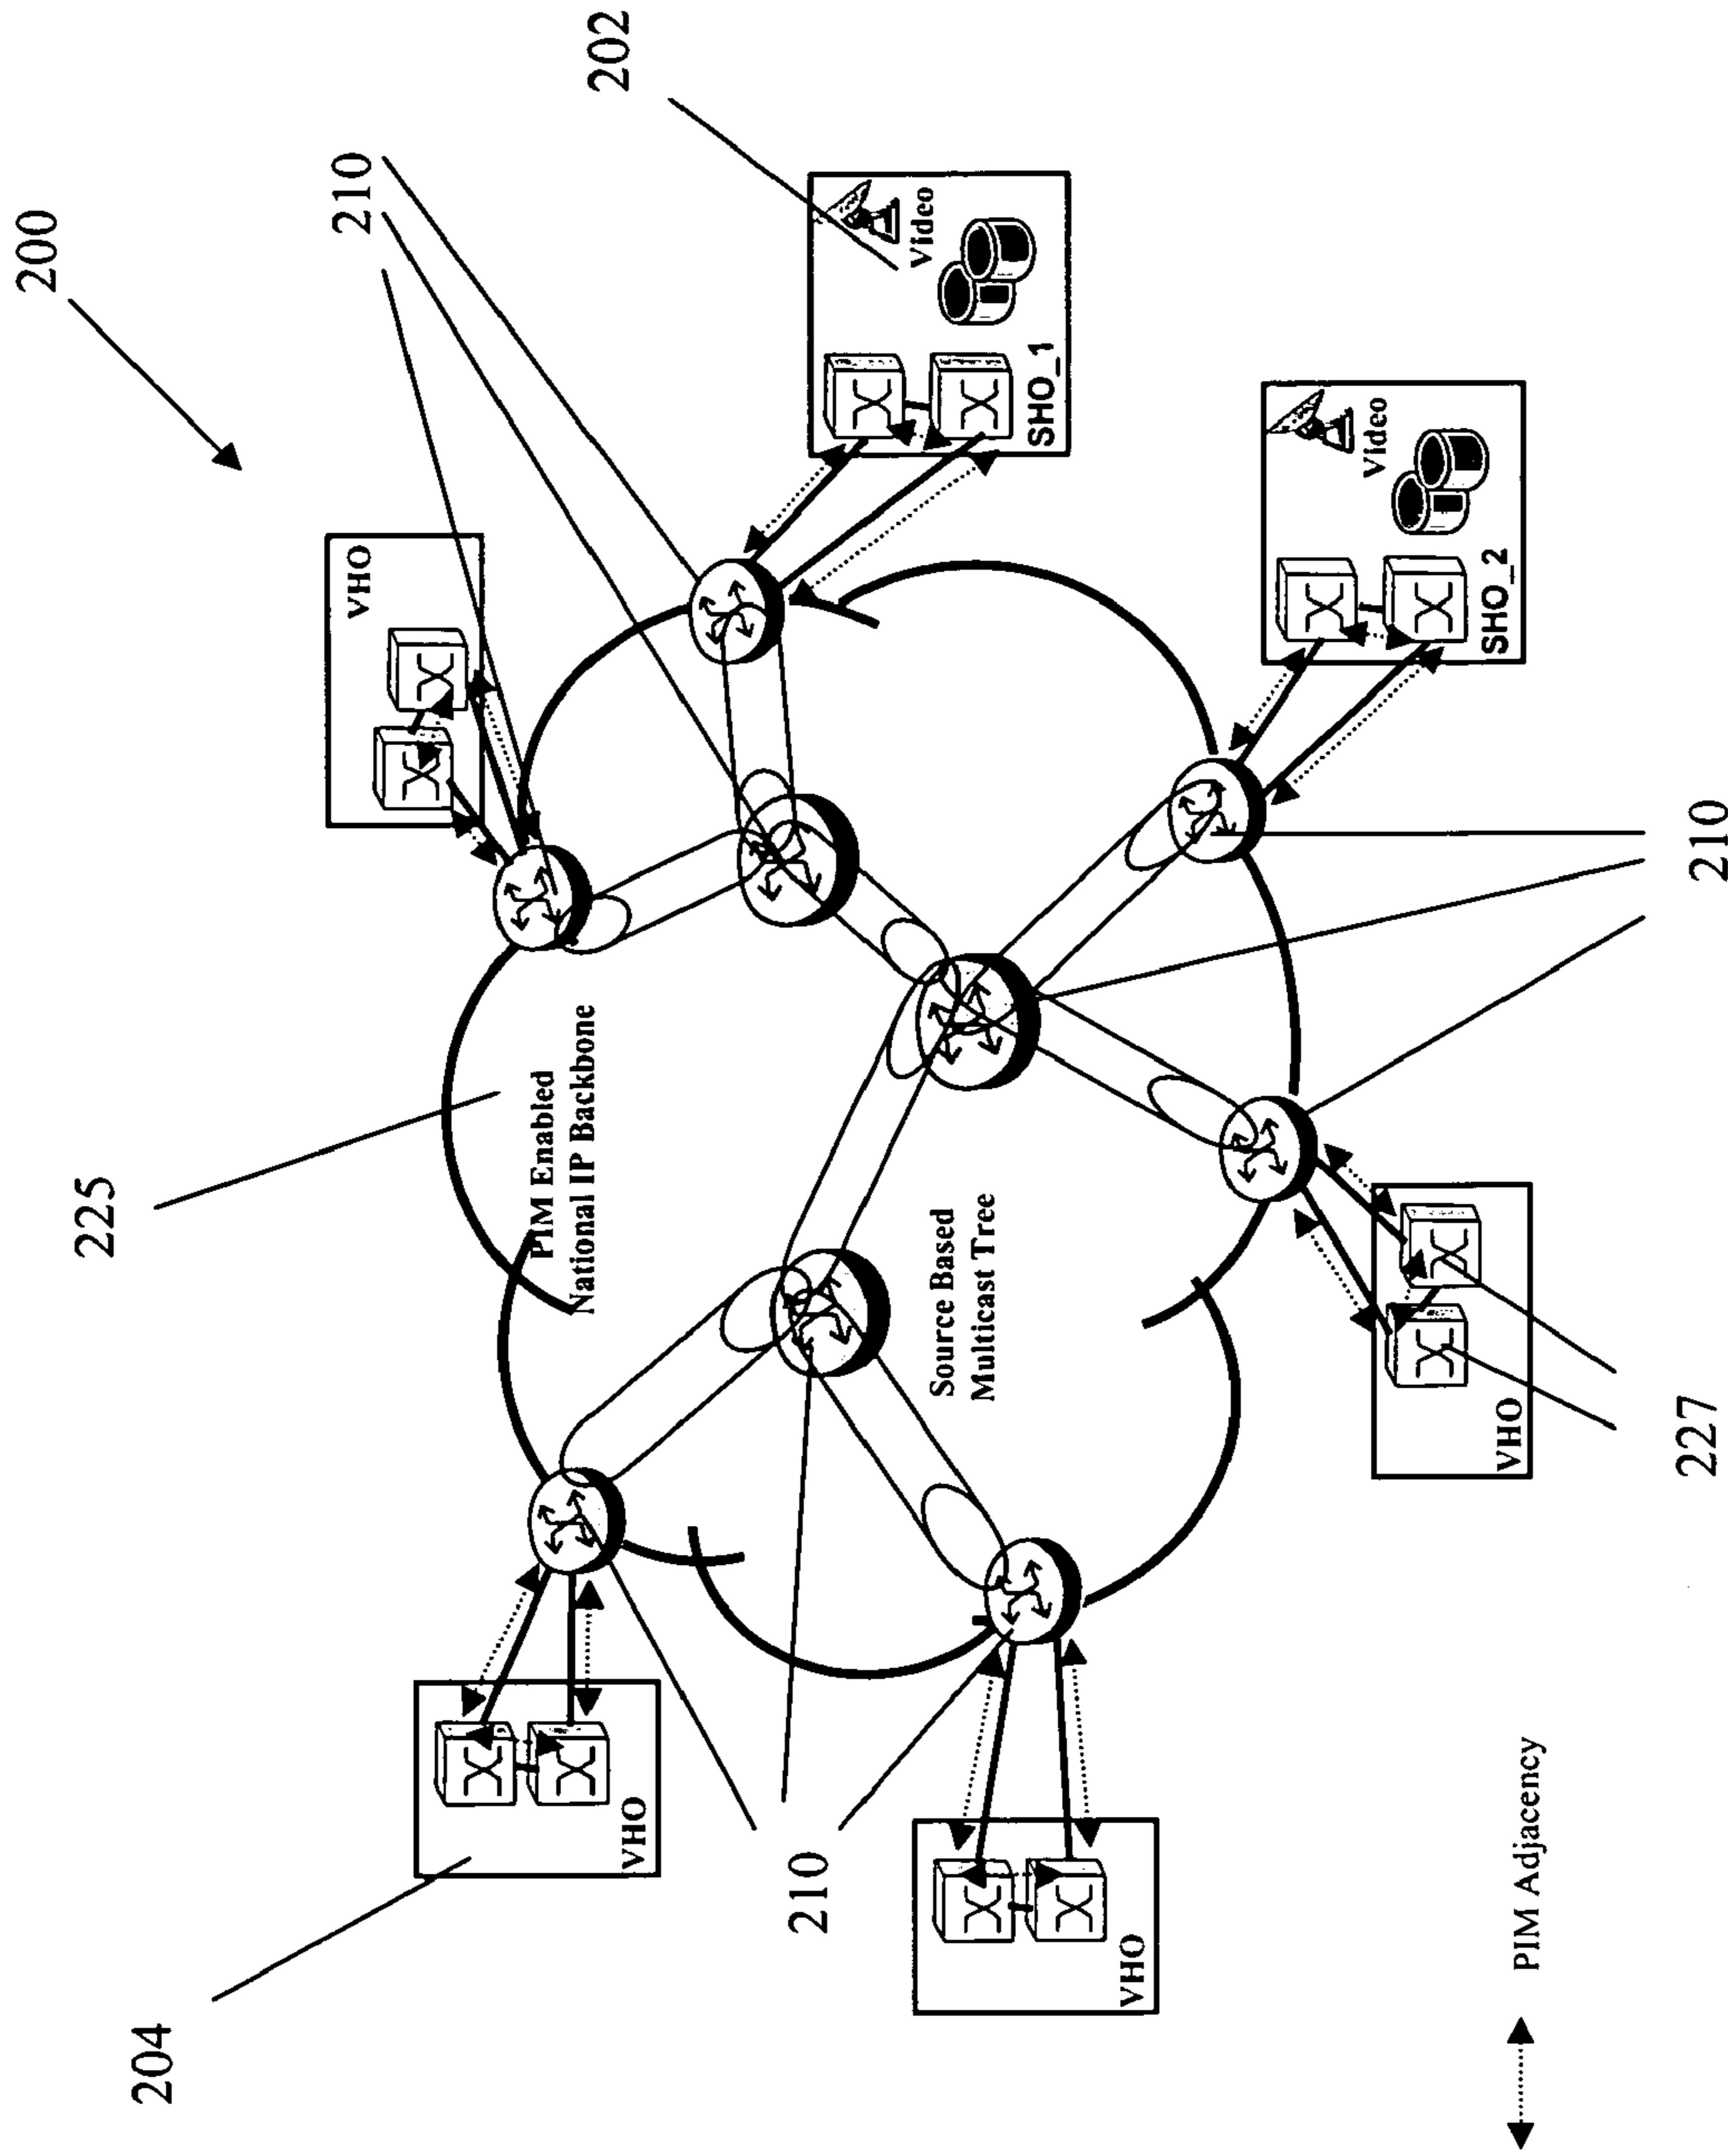 200
225
204
210
VHO
PIM Enabled
National IP Backbone
202
VHO
210
Video
Source Based
Multicast Tree
SHO_1
VHO
Video
SHO_2
VHO
PIM Adjacency
227
210